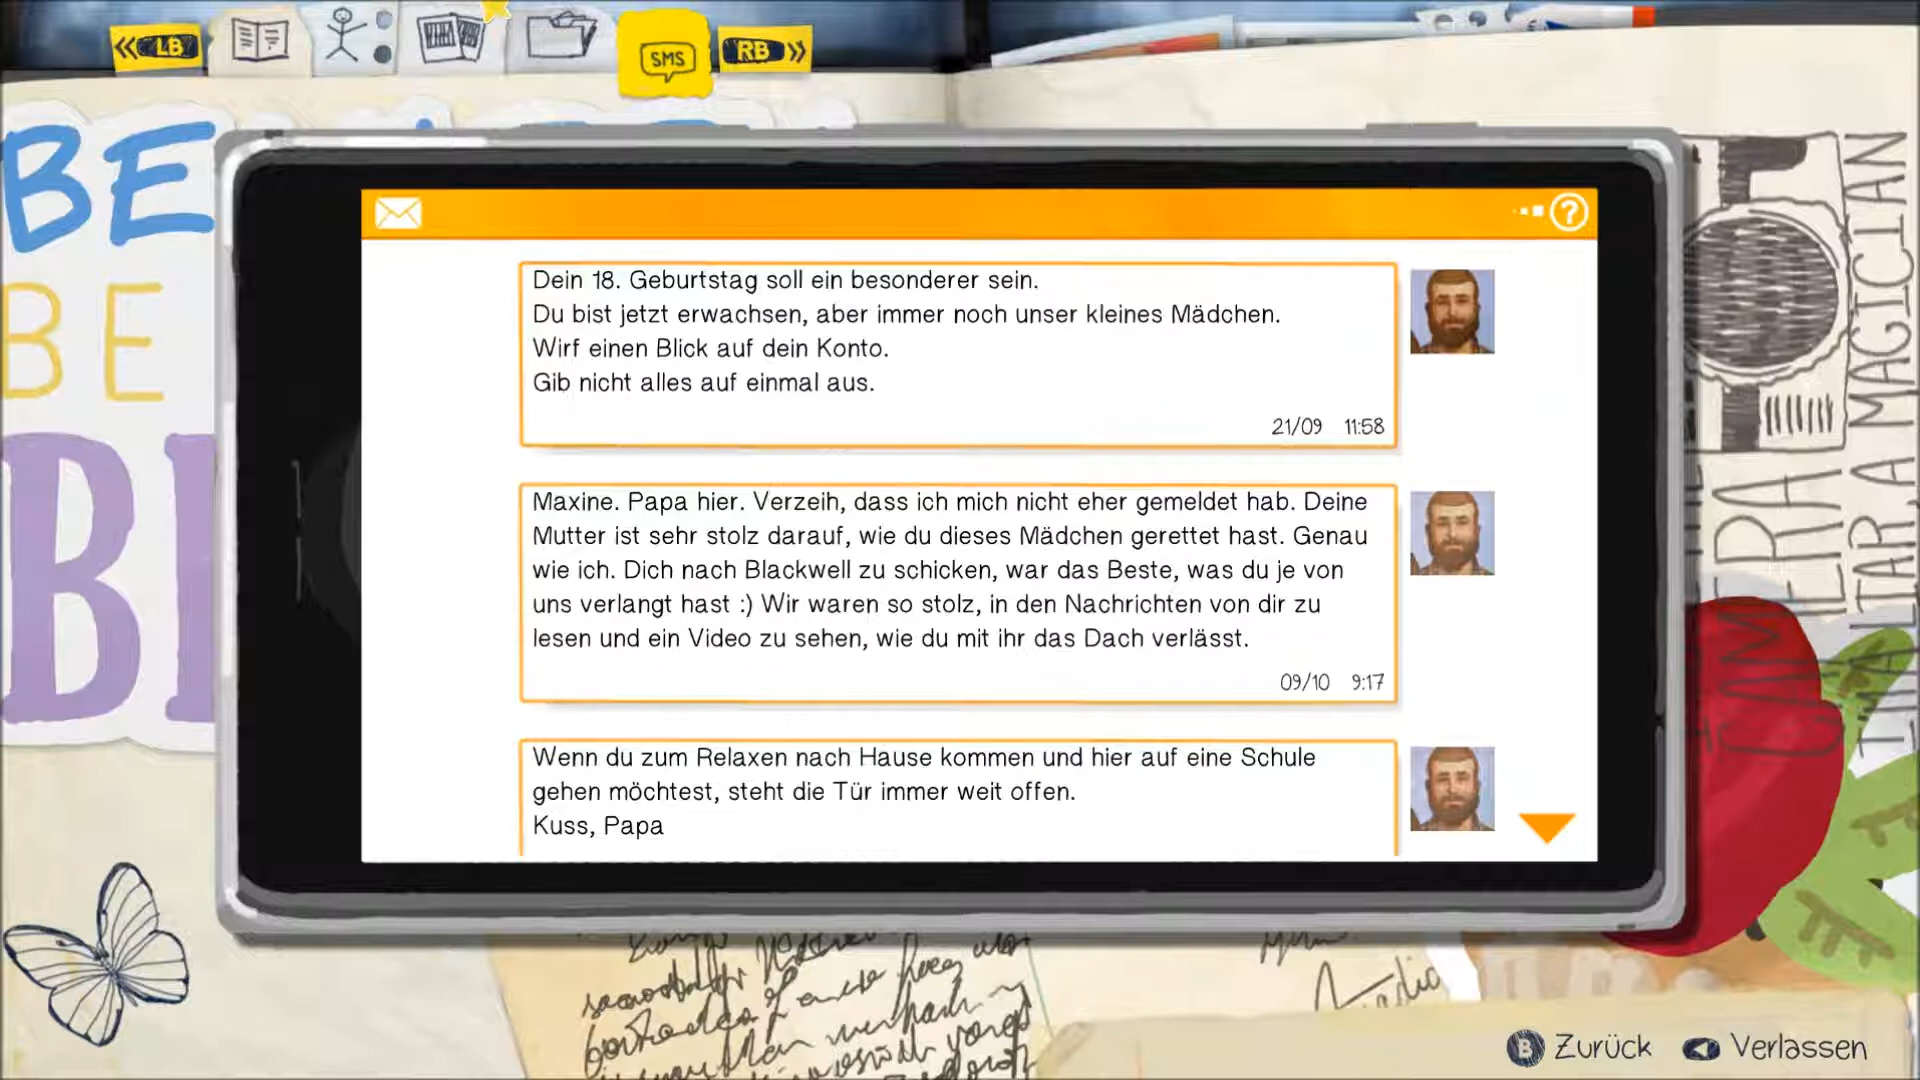 LB
SMS
RB
BE
BE
Dein 18. Geburtstag soll ein besonderer sein.
Du bist jetzt erwachsen, aber immer noch unser kleines Mädchen.
Wirf einen Blick auf dein Konto.
Gib nicht alles auf einmal aus.
21/09 11:58
Maxine. Papa hier. Verzeih, dass ich mich nicht eher gemeldet hab. Deine
Mutter ist sehr stolz darauf, wie du dieses Mädchen gerettet hast. Genau
wie ich. Dich nach Blackwell zu schicken, war das Beste, was du je von
uns verlangt hast :) Wir waren so stolz, in den Nachrichten von dir zu
lesen und ein Video zu sehen, wie du mit ihr das Dach verlässt.
09/10 9:17
Wenn du zum Relaxen nach Hause kommen und hier auf eine Schule
gehen möchtest, steht die Tür immer weit offen.
Kuss, Papa
B Zurück
Verlassen